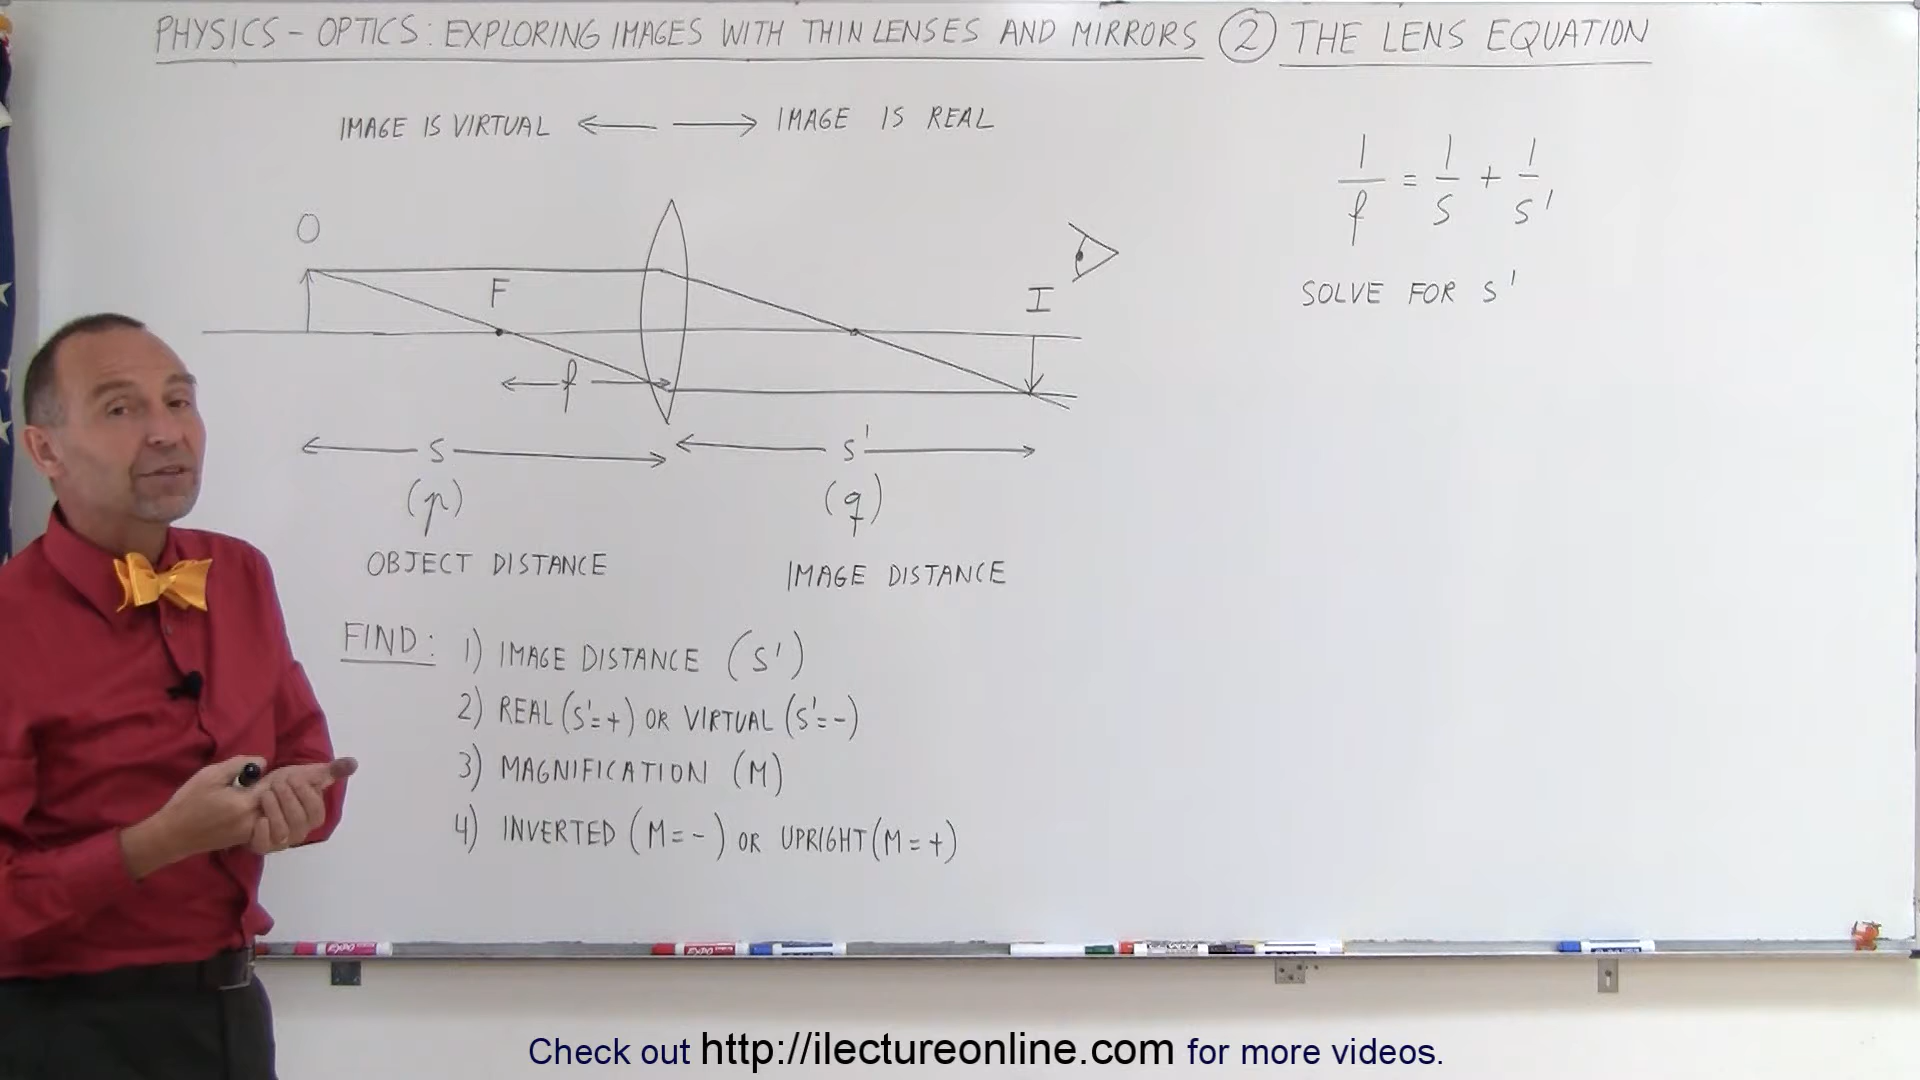 PHYSICS - OPTICS: EXPLORING IMAGES WITH THIN LENSES AND MIRRORS ② THE LENS EQUATION
IMAGE IS VIRTUAL ← → IMAGE IS REAL
1/f = 1/S + 1/S'
SOLVE FOR S'
O
F
I
f
S
S'
(p)
(q)
OBJECT DISTANCE
IMAGE DISTANCE
FIND: 1) IMAGE DISTANCE (S')
2) REAL (S'=+) OR VIRTUAL (S'=-)
3) MAGNIFICATION (M)
4) INVERTED (M=-) OR UPRIGHT (M=+)
Check out http://ilectureonline.com for more videos.